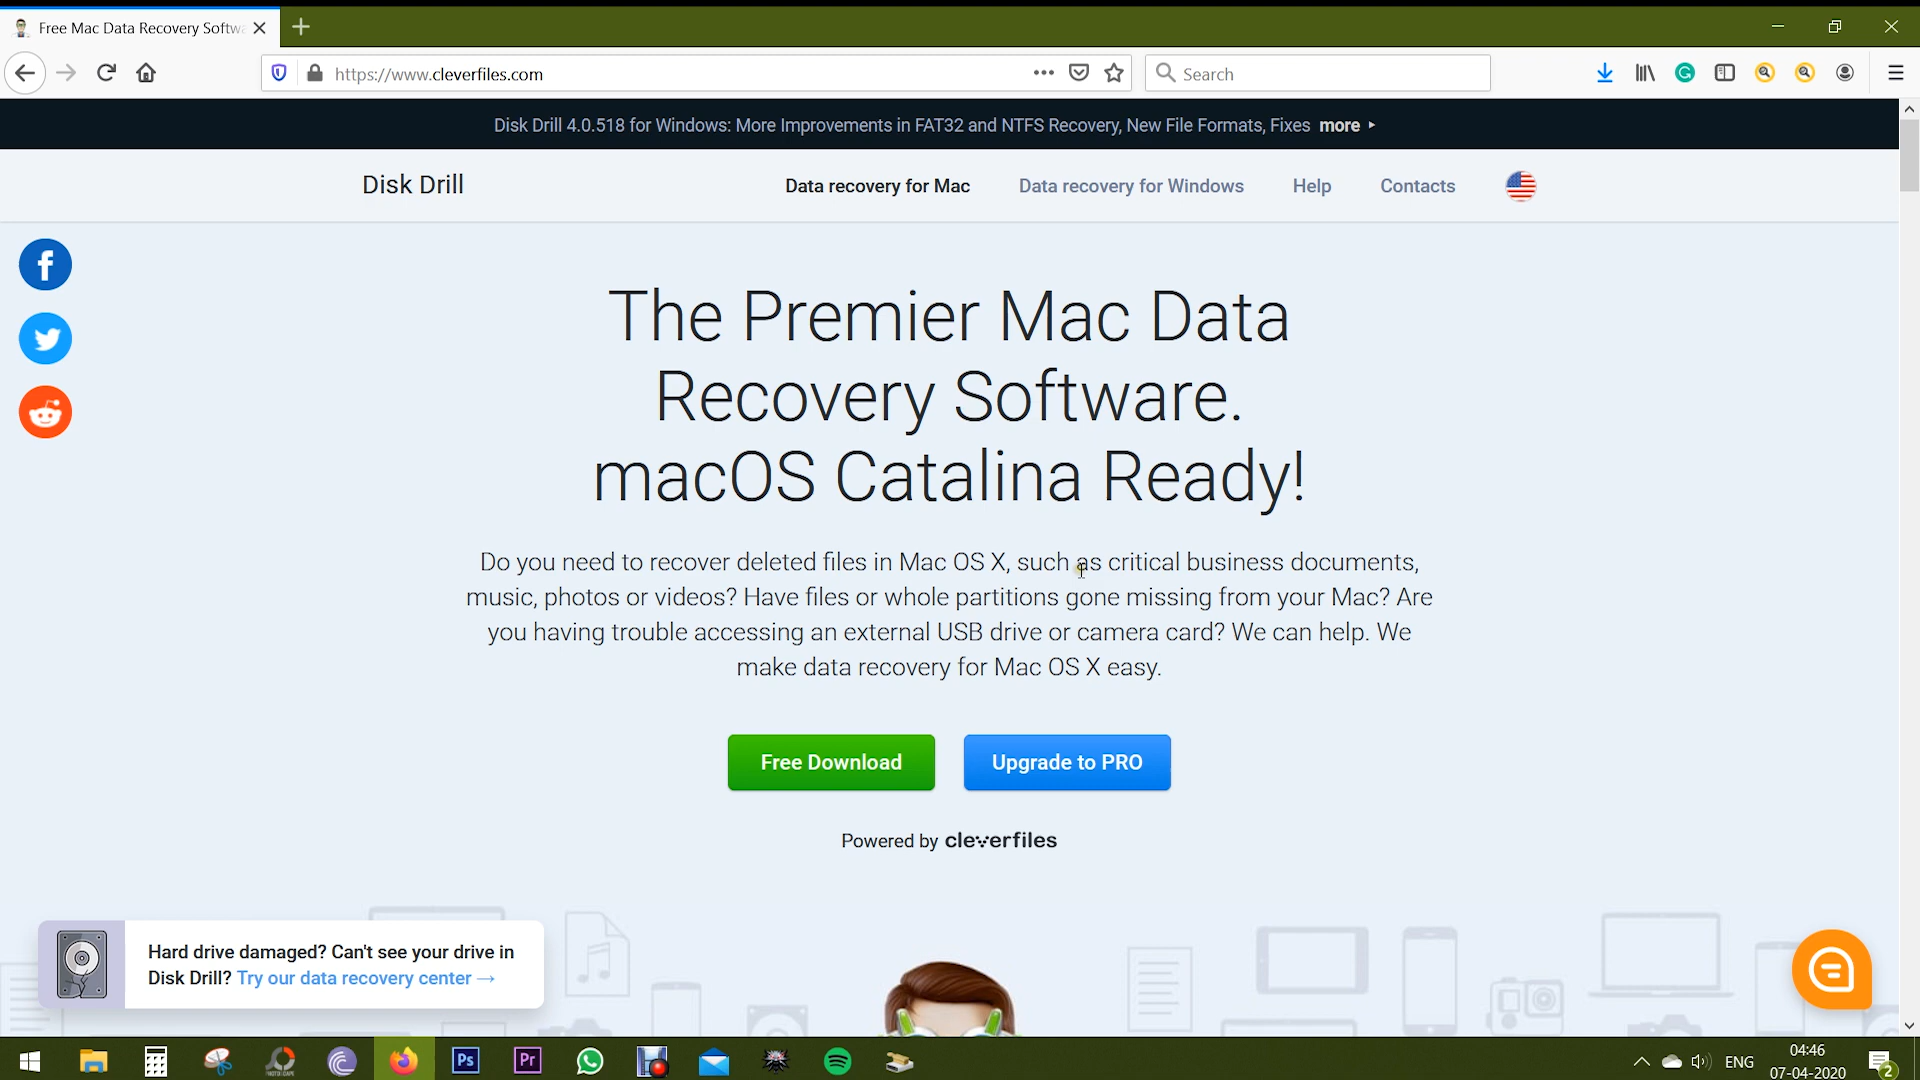 Free Mac Data Recovery Softw
https://www.cleverfiles.com
Search
Disk Drill 4.0.518 for Windows: More Improvements in FAT32 and NTFS Recovery, New File Formats, Fixes more
Disk Drill
Data recovery for Mac
Data recovery for Windows
Help
Contacts
The Premier Mac Data
Recovery Software.
macOS Catalina Ready!
Do you need to recover deleted files in Mac OS X, such as critical business documents,
music, photos or videos? Have files or whole partitions gone missing from your Mac? Are
you having trouble accessing an external USB drive or camera card? We can help. We
make data recovery for Mac OS X easy.
Free Download
Upgrade to PRO
Powered by cleverfiles
Hard drive damaged? Can't see your drive in
Disk Drill? Try our data recovery center →
Ps
Pr
ENG
04:46
07-04-2020
2